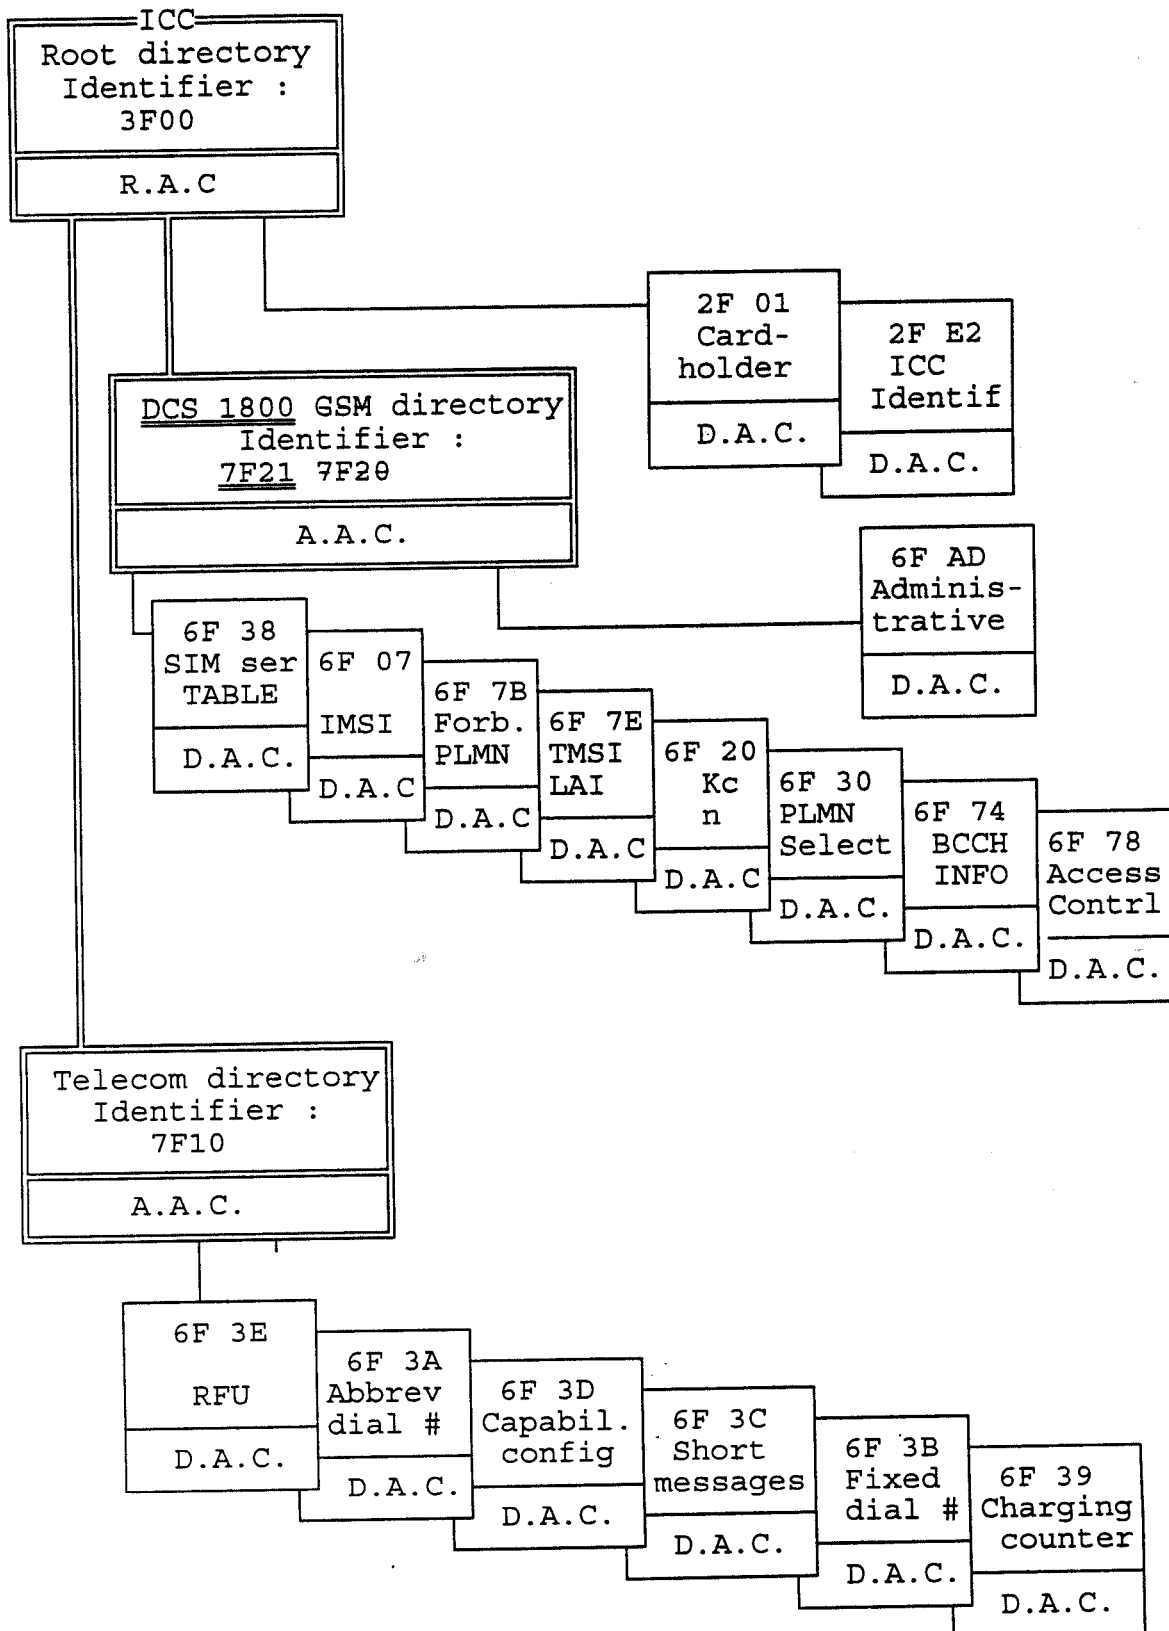 ICC
Root directory
Identifier :
3F00
R.A.C
2F 01
Card-
holder
D.A.C.
2F E2
ICC
Identif
D.A.C.
DCS 1800 GSM directory
Identifier :
7F21 7F20
A.A.C.
6F AD
Adminis-
trative
D.A.C.
6F 38
SIM ser
TABLE
D.A.C.
6F 07
IMSI
D.A.C
6F 7B
Forb.
PLMN
D.A.C
6F 7E
TMSI
LAI
D.A.C
6F 20
Kc
n
D.A.C
6F 30
PLMN
Select
D.A.C.
6F 74
BCCH
INFO
D.A.C.
6F 78
Access
Contrl
D.A.C.
Telecom directory
Identifier :
7F10
A.A.C.
6F 3E
RFU
D.A.C.
6F 3A
Abbrev
dial #
D.A.C.
6F 3D
Capabil.
config
D.A.C.
6F 3C
Short
messages
D.A.C.
6F 3B
Fixed
dial #
D.A.C.
6F 39
Charging
counter
D.A.C.